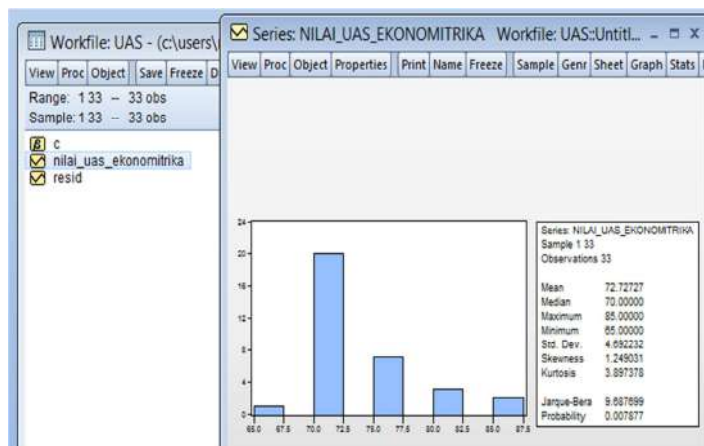 Workfile: UAS - (c:\users\
View Proc Object Save Freeze D
Range: 1 33 -- 33 obs
Sample: 1 33 -- 33 obs
β c
nilai_uas_ekonomitrika
resid
Series: NILAI_UAS_EKONOMITRIKA Workfile: UAS::Untitl...
View Proc Object Properties Print Name Freeze Sample Genr Sheet Graph Stats
24
20
16
12
8
4
0
65.0 67.5 70.0 72.5 75.0 77.5 80.0 82.5 85.0 87.5
Series: NILAI_UAS_EKONOMITRIKA
Sample 1 33
Observations 33
Mean 72.72727
Median 70.00000
Maximum 85.00000
Minimum 65.00000
Std. Dev. 4.692232
Skewness 1.249031
Kurtosis 3.897378
Jarque-Bera 9.687699
Probability 0.007877